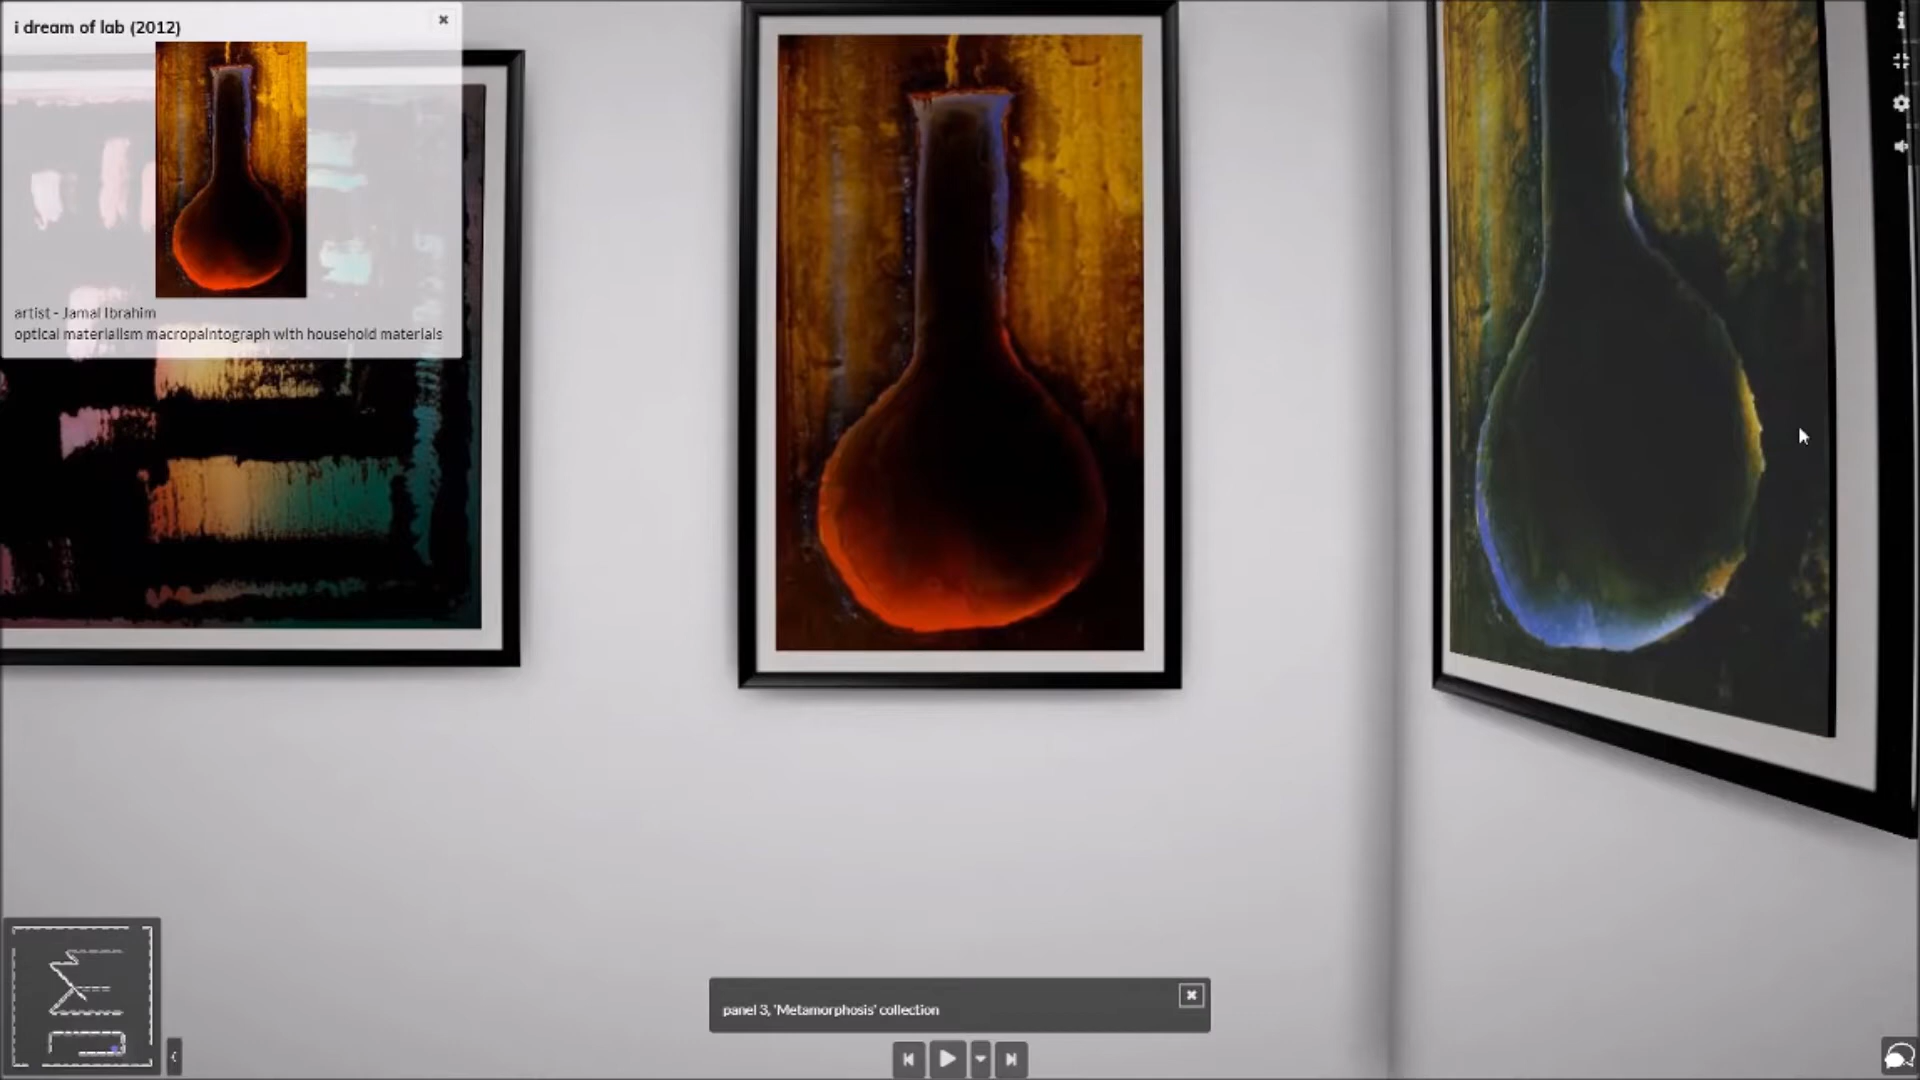 i dream of lab (2012)
artist - Jamal Ibrahim
optical materialism macropaintograph with household materials
panel 3, 'Metamorphosis' collection